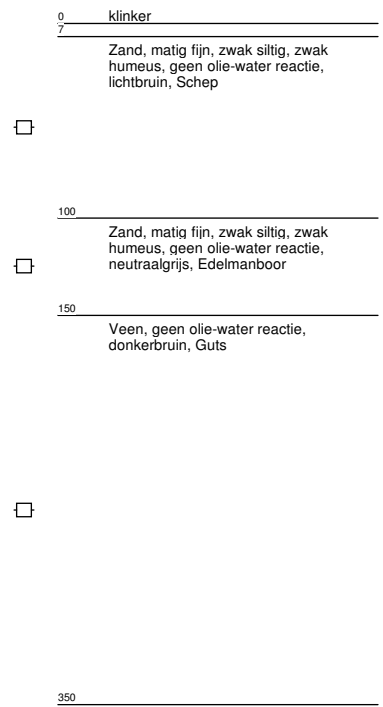 0 klinker
7
Zand, matig fijn, zwak siltig, zwak
humeus, geen olie-water reactie,
lichtbruin, Schep
100
Zand, matig fijn, zwak siltig, zwak
humeus, geen olie-water reactie,
neutraalgrijs, Edelmanboor
150
Veen, geen olie-water reactie,
donkerbruin, Guts
350